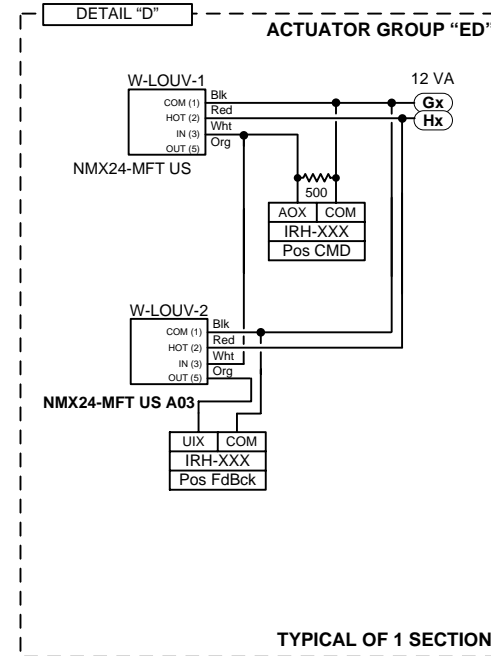 DETAIL “D”
ACTUATOR GROUP “ED”
W-LOUV-1
12 VA
COM (1) Blk
HOT (2) Red
IN (3) Wht
OUT (5) Org
Gx
Hx
NMX24-MFT US
500
AOX COM
IRH-XXX
Pos CMD
W-LOUV-2
COM (1) Blk
HOT (2) Red
IN (3) Wht
OUT (5) Org
NMX24-MFT US A03
UIX COM
IRH-XXX
Pos FdBck
TYPICAL OF 1 SECTION